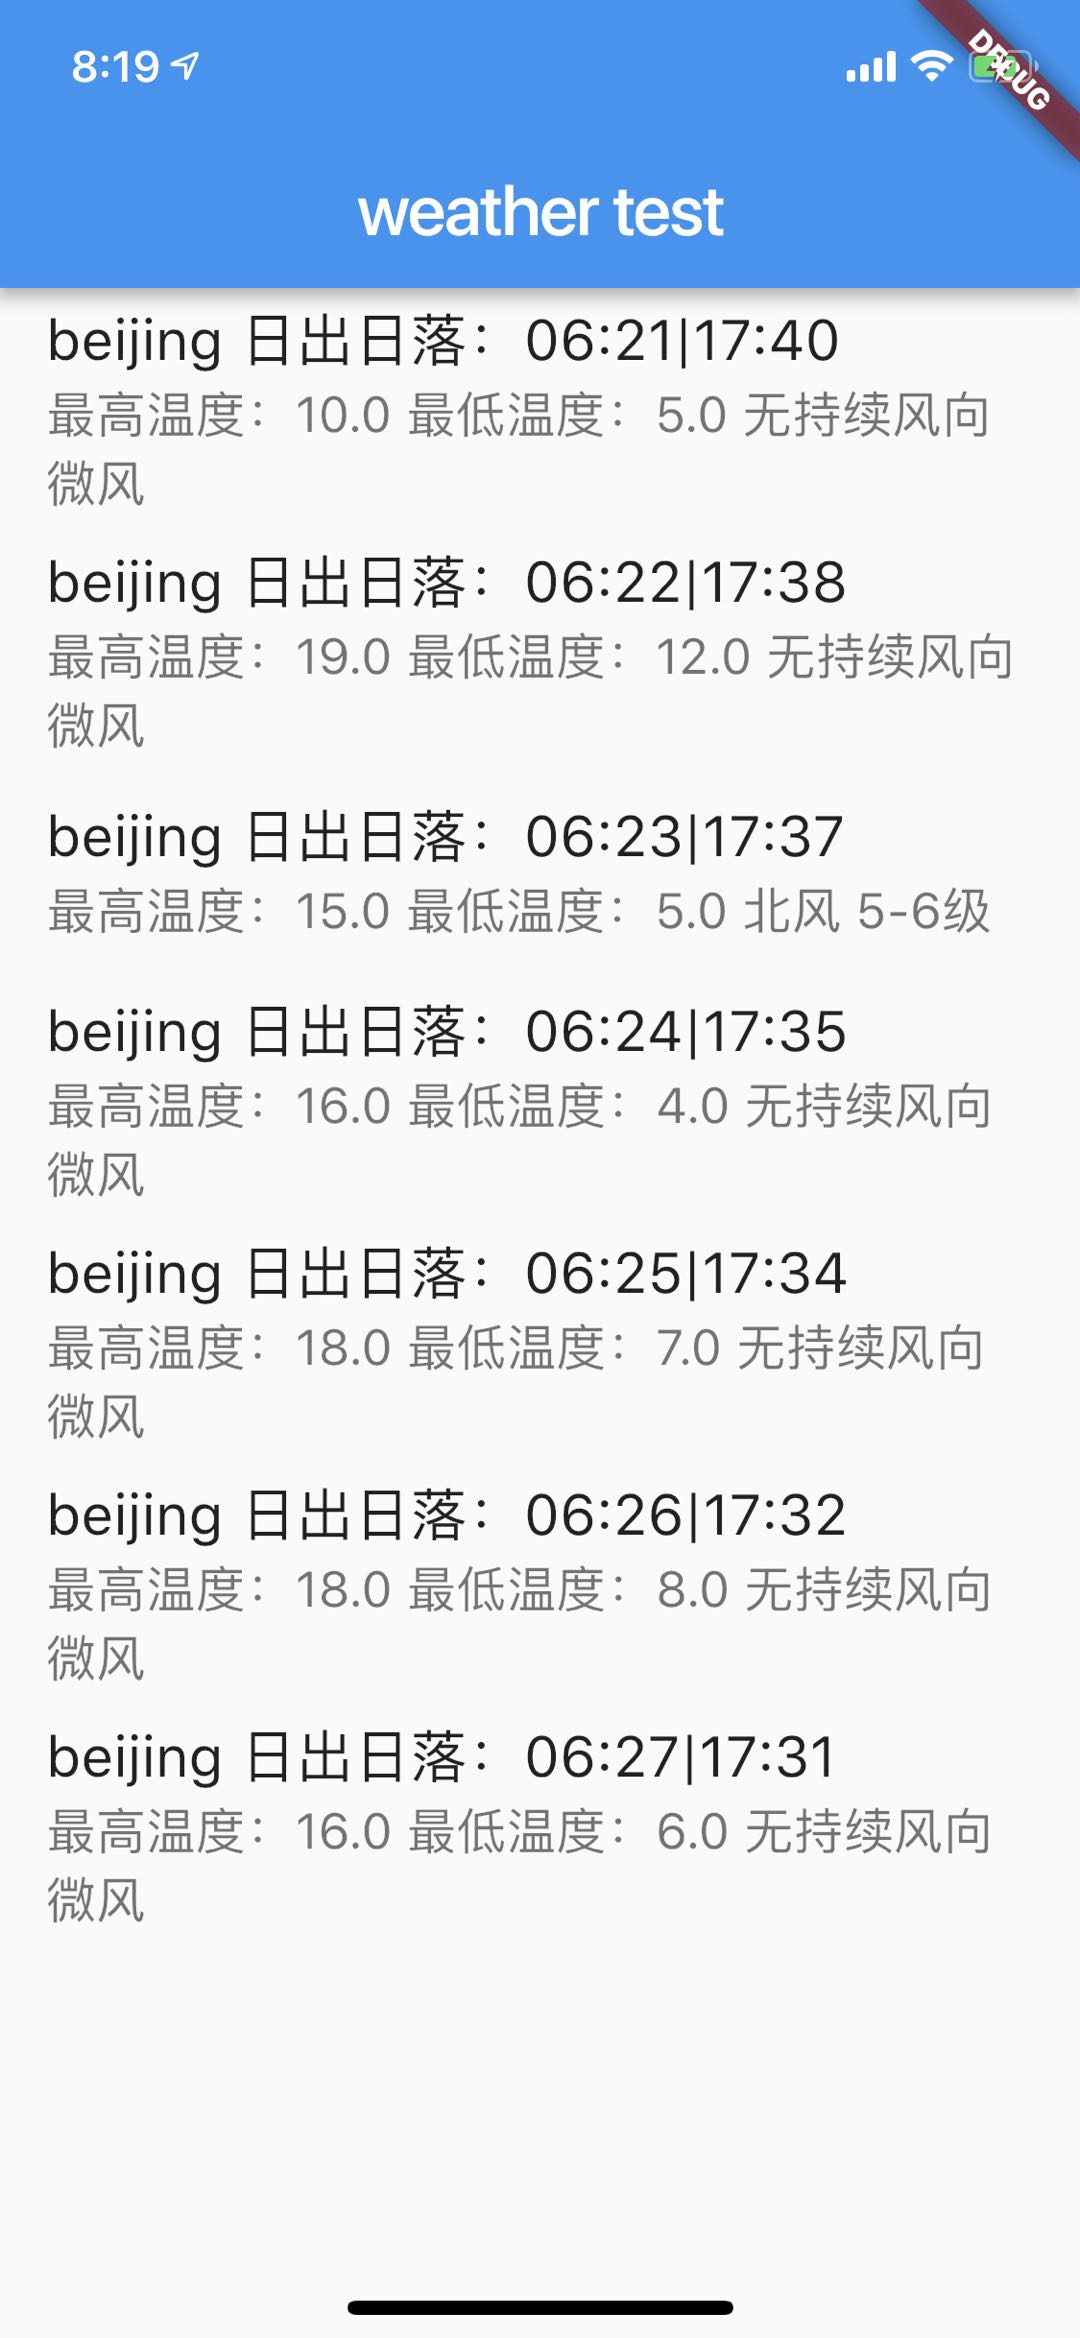 8:19
DEBUG
weather test
beijing 日出日落：06:21|17:40
最高温度：10.0 最低温度：5.0 无持续风向
微风
beijing 日出日落：06:22|17:38
最高温度：19.0 最低温度：12.0 无持续风向
微风
beijing 日出日落：06:23|17:37
最高温度：15.0 最低温度：5.0 北风 5-6级
beijing 日出日落：06:24|17:35
最高温度：16.0 最低温度：4.0 无持续风向
微风
beijing 日出日落：06:25|17:34
最高温度：18.0 最低温度：7.0 无持续风向
微风
beijing 日出日落：06:26|17:32
最高温度：18.0 最低温度：8.0 无持续风向
微风
beijing 日出日落：06:27|17:31
最高温度：16.0 最低温度：6.0 无持续风向
微风